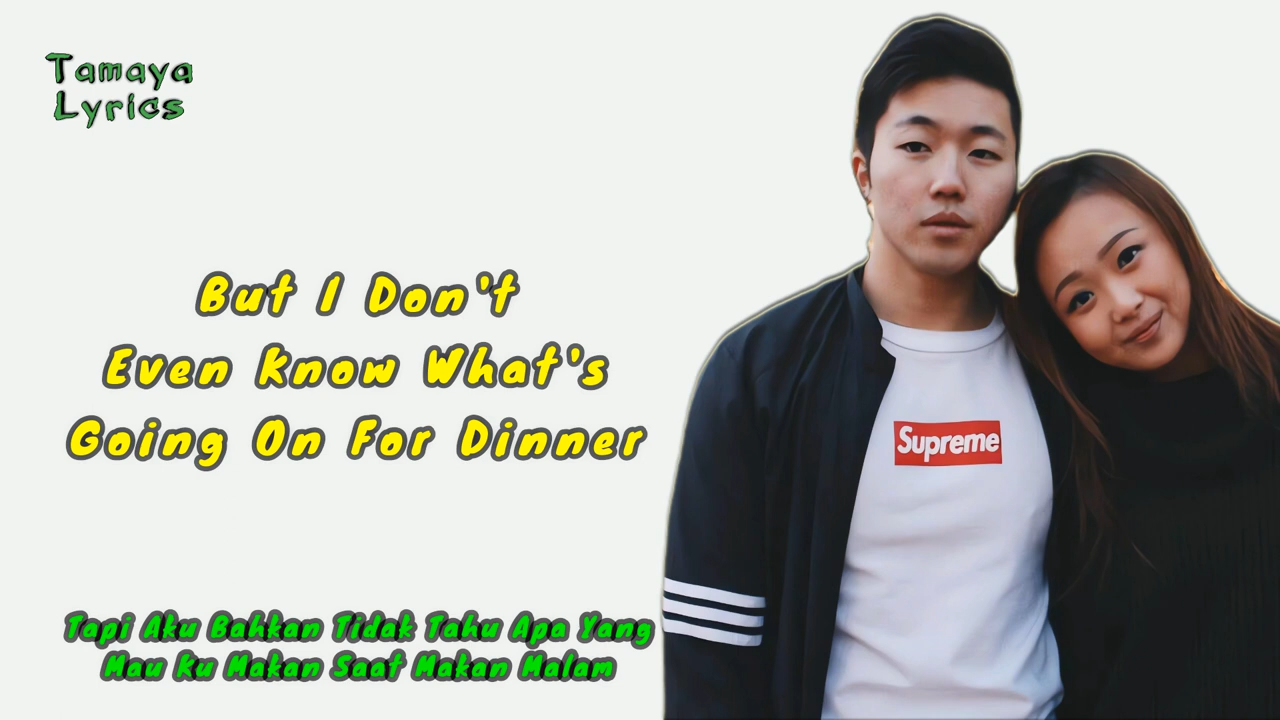 Tamaya
Lyrics
But I Don't
Even Know What's
Going On For Dinner
Supreme
Tapi Aku Bahkan Tidak Tahu Apa Yang
Mau Ku Makan Saat Makan Malam